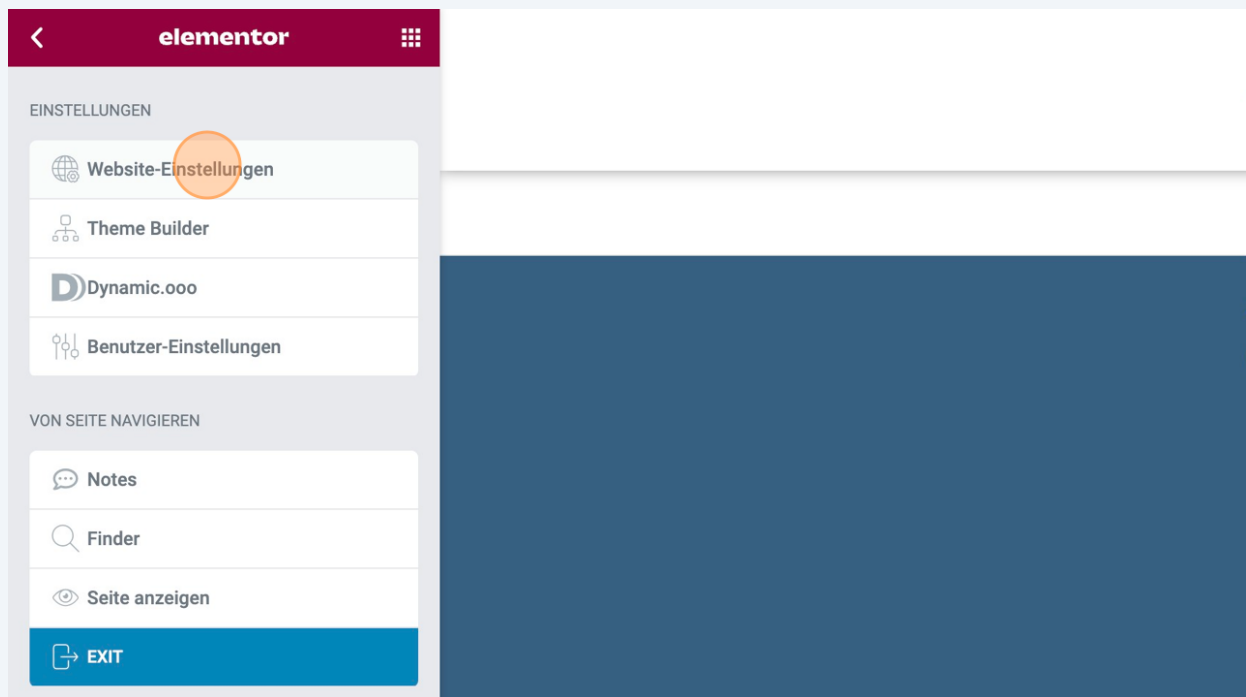 elementor
EINSTELLUNGEN
Website-Einstellungen
Theme Builder
Dynamic.ooo
Benutzer-Einstellungen
VON SEITE NAVIGIEREN
Notes
Finder
Seite anzeigen
EXIT